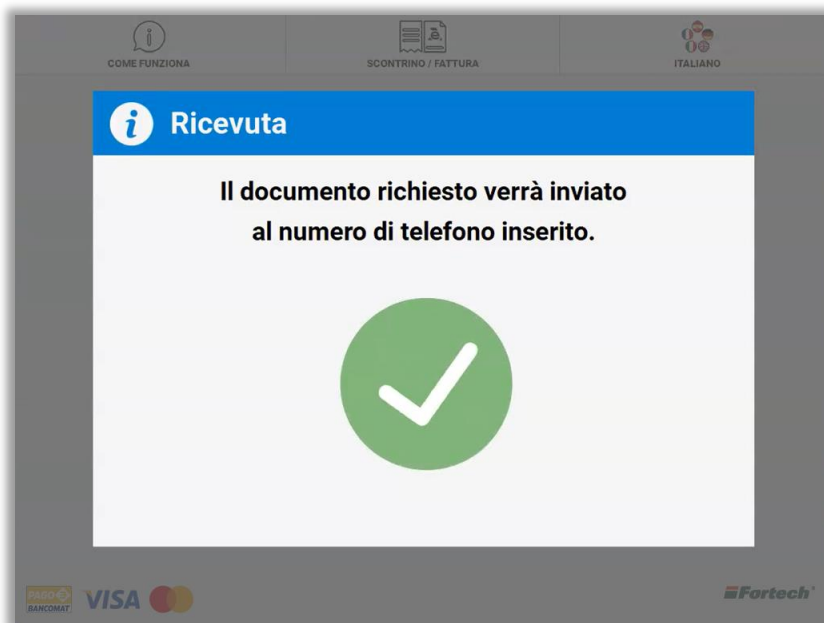 COME FUNZIONA
SCONTRINO / FATTURA
ITALIANO
i Ricevuta
Il documento richiesto verrà inviato
al numero di telefono inserito.
PAGO
BANCOMAT
VISA
Fortech